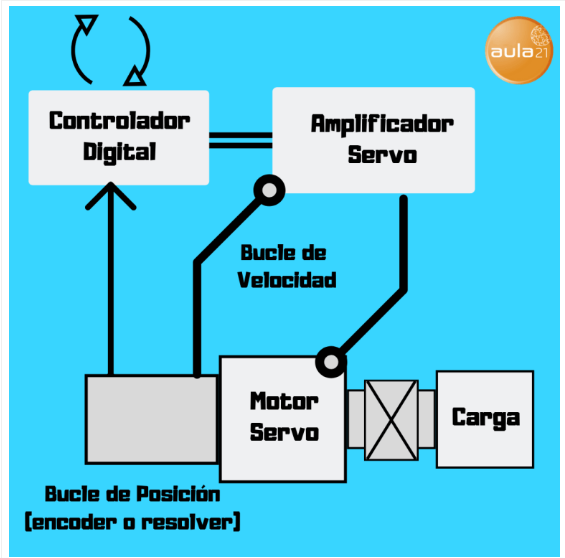 aula21
Controlador
Digital
Amplificador
Servo
Bucle de
Velocidad
Motor
Servo
Carga
Bucle de Posición
[encoder o resolver]